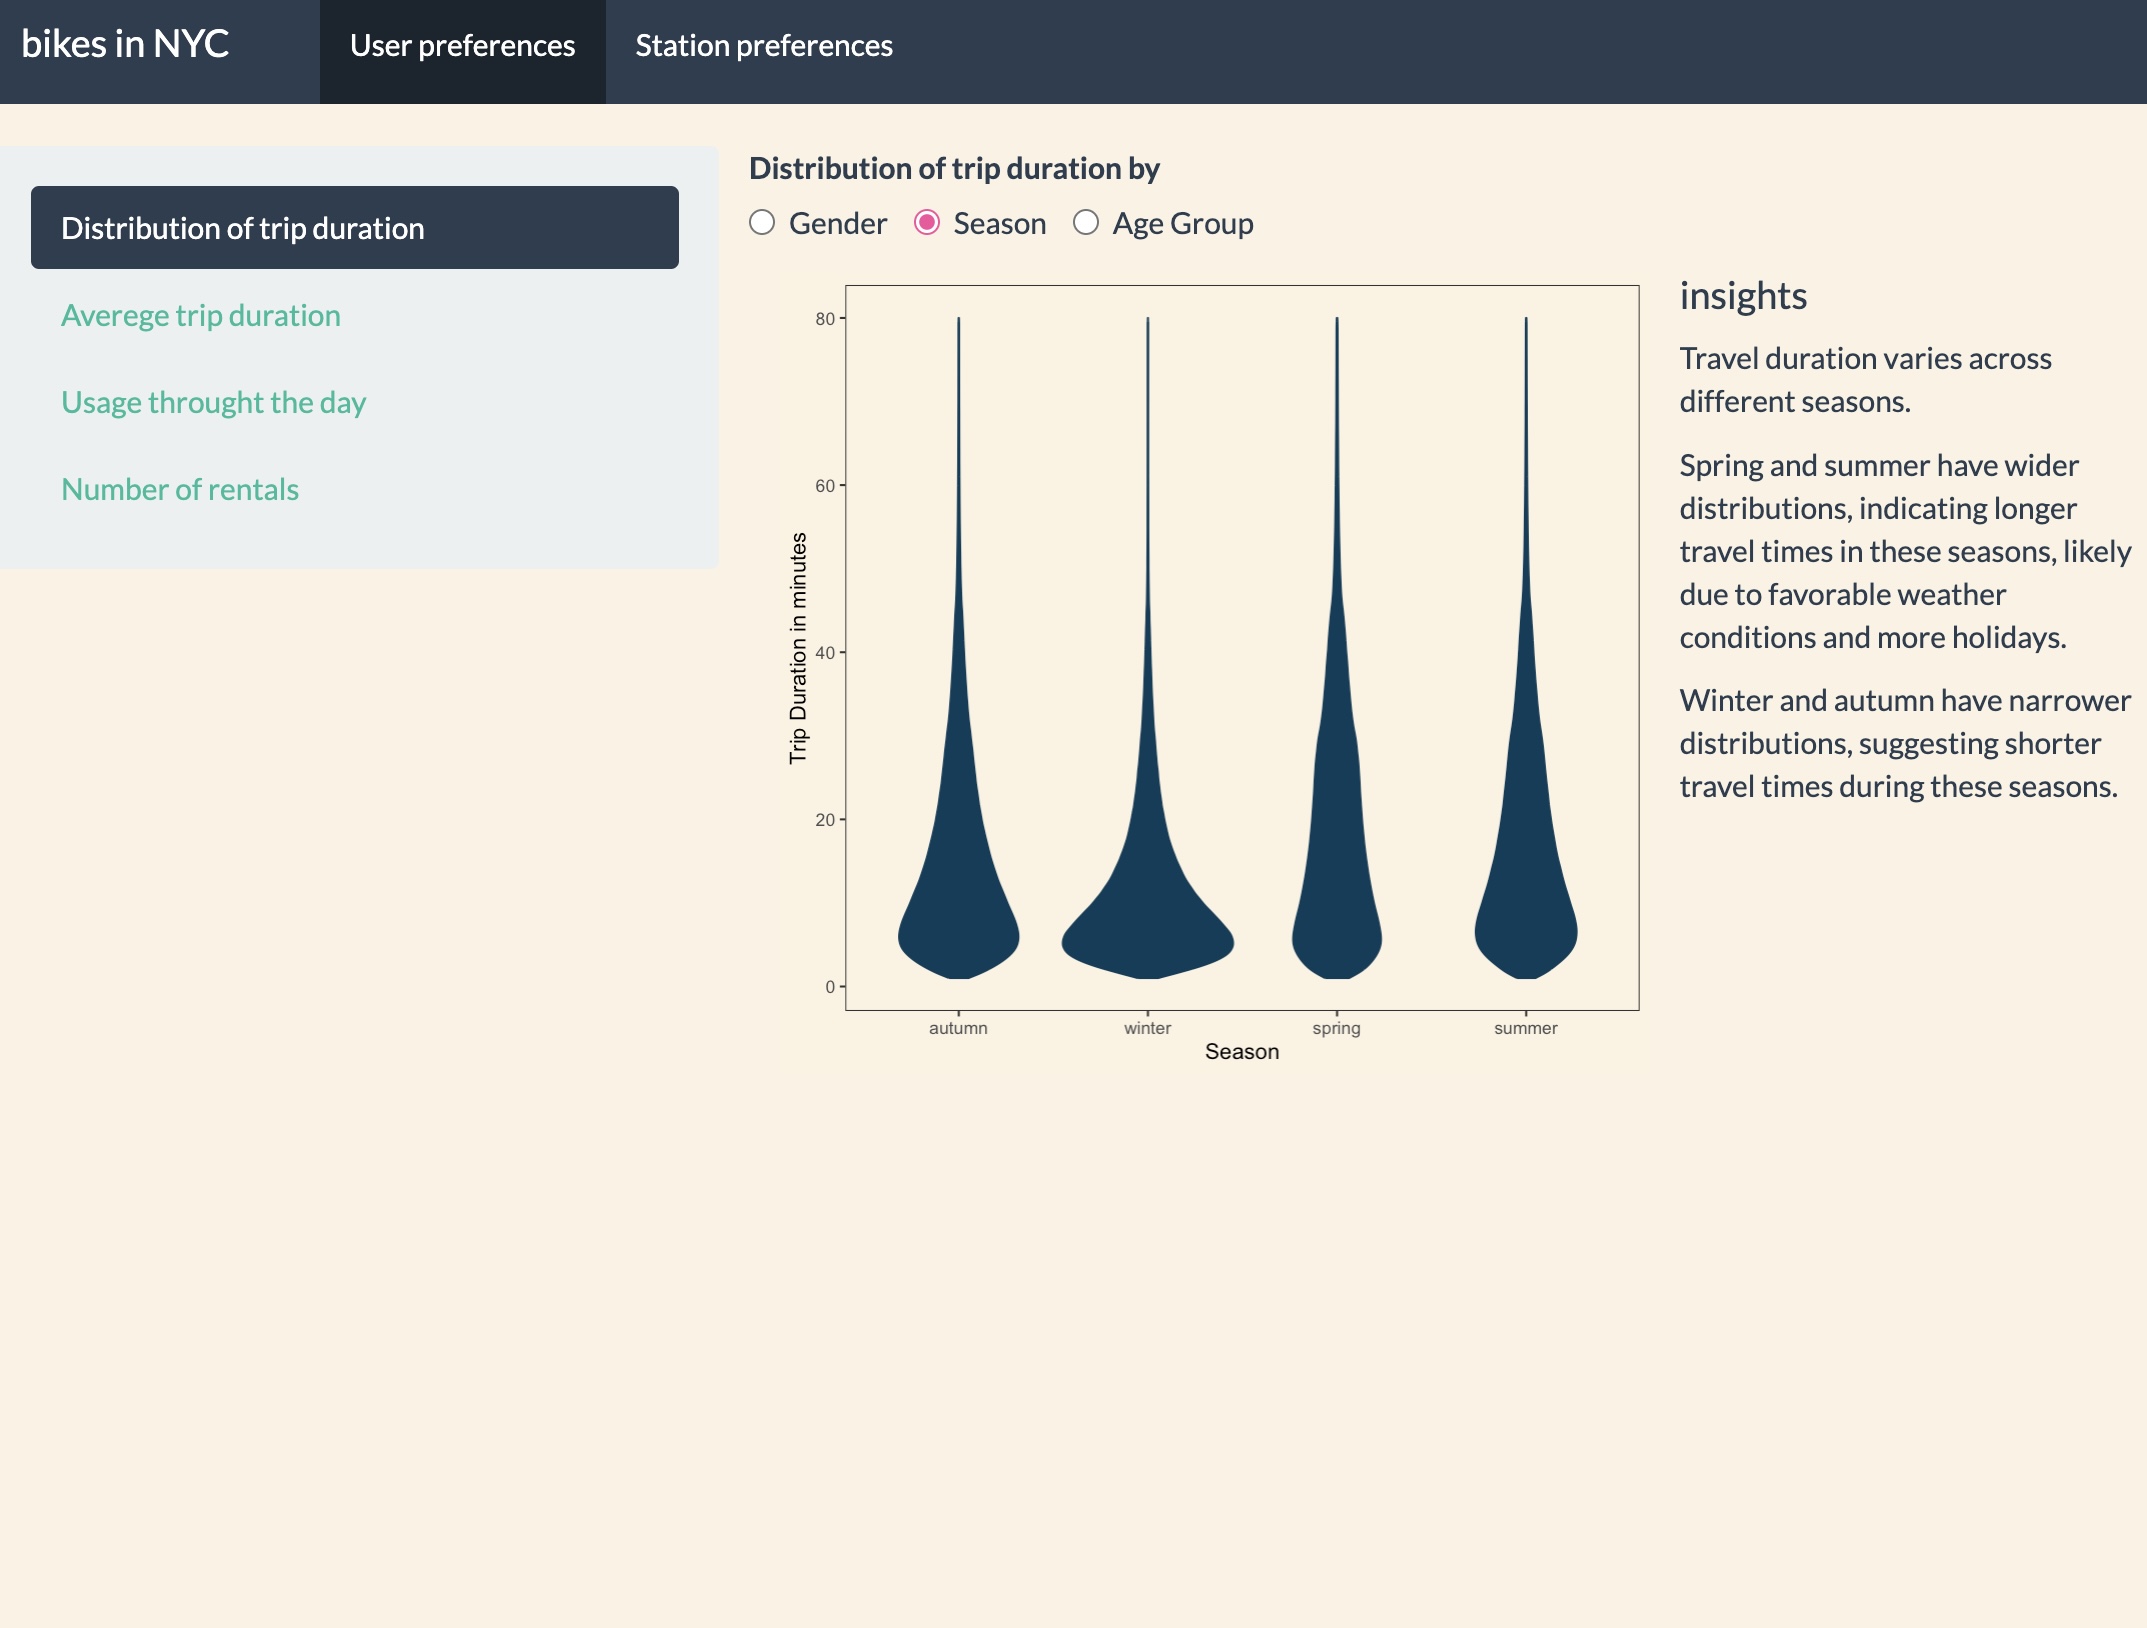 bikes in NYC
User preferences
Station preferences
Distribution of trip duration
Averege trip duration
Usage throught the day
Number of rentals
Distribution of trip duration by
Gender
Season
Age Group
80
60
40
20
0
Trip Duration in minutes
autumn
winter
spring
summer
Season
insights
Travel duration varies across
different seasons.
Spring and summer have wider
distributions, indicating longer
travel times in these seasons, likely
due to favorable weather
conditions and more holidays.
Winter and autumn have narrower
distributions, suggesting shorter
travel times during these seasons.